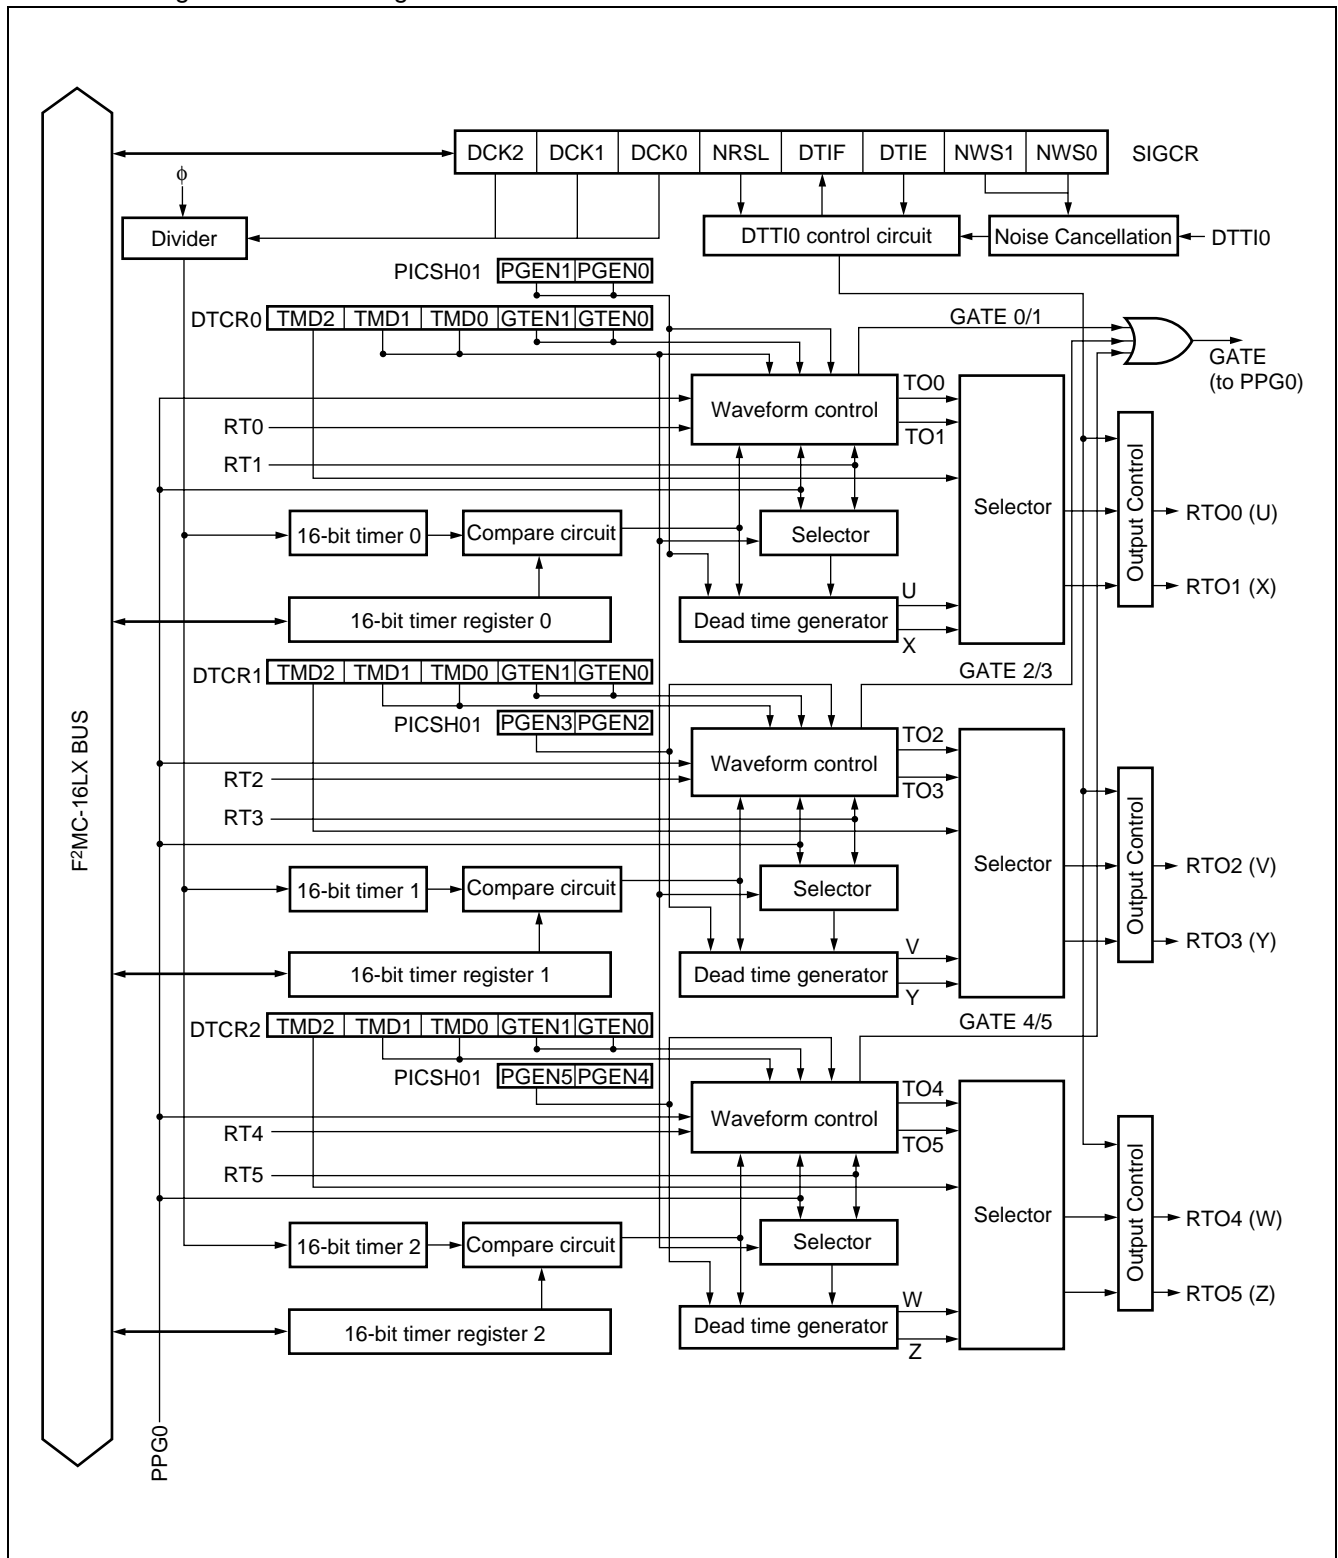 DCK2 DCK1 DCK0 NRSL DTIF DTIE NWS1 NWS0 SIGCR
ϕ
Divider
DTTI0 control circuit
Noise Cancellation
DTTI0
PICSH01 PGEN1 PGEN0
DTCR0 TMD2 TMD1 TMD0 GTEN1 GTEN0
GATE 0/1
GATE
(to PPG0)
Waveform control
TO0
TO1
RT0
RT1
Selector
Output Control
RTO0 (U)
RTO1 (X)
16-bit timer 0
Compare circuit
Selector
16-bit timer register 0
Dead time generator
U
X
DTCR1 TMD2 TMD1 TMD0 GTEN1 GTEN0
GATE 2/3
PICSH01 PGEN3 PGEN2
Waveform control
TO2
TO3
RT2
RT3
Selector
Output Control
RTO2 (V)
RTO3 (Y)
16-bit timer 1
Compare circuit
Selector
16-bit timer register 1
Dead time generator
V
Y
DTCR2 TMD2 TMD1 TMD0 GTEN1 GTEN0
GATE 4/5
PICSH01 PGEN5 PGEN4
Waveform control
TO4
TO5
RT4
RT5
Selector
Output Control
RTO4 (W)
RTO5 (Z)
16-bit timer 2
Compare circuit
Selector
16-bit timer register 2
Dead time generator
W
Z
F²MC-16LX BUS
PPG0